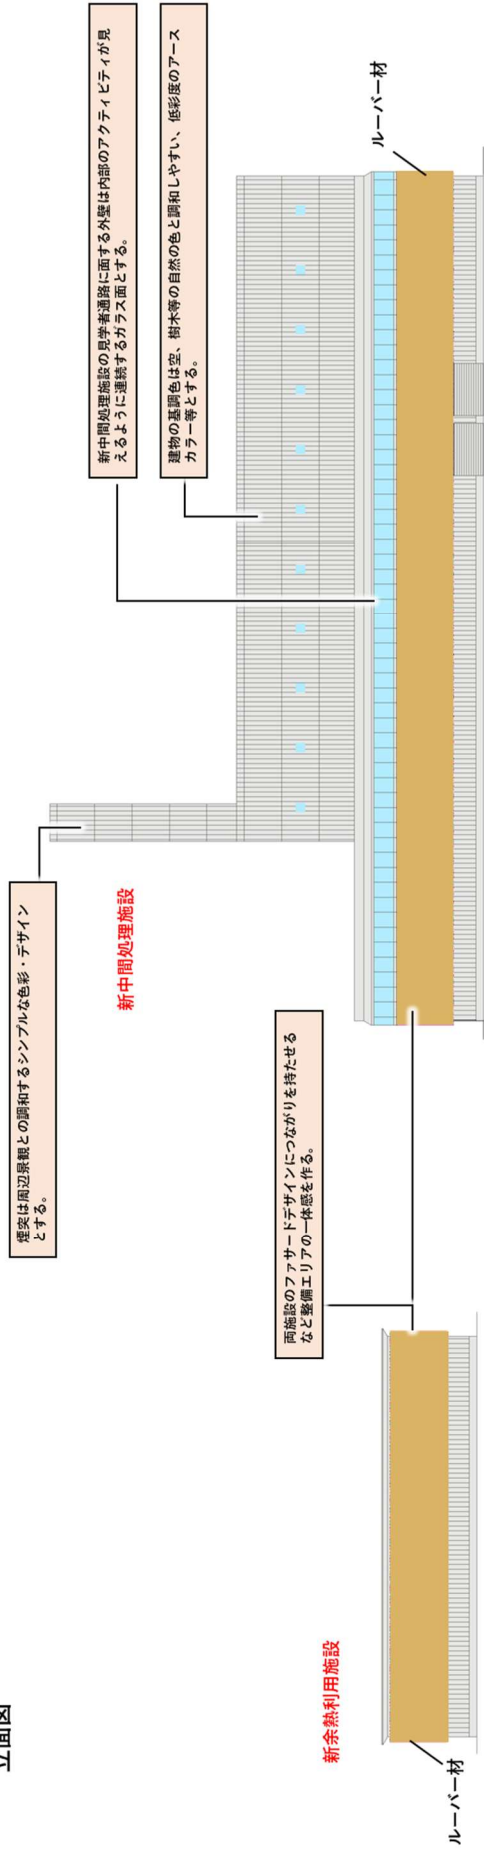 立面図
煙突は周辺景観との調和するシンプルな色彩・デザイン
とする。
新中間処理施設の見学者通路に面する外壁は内部のアクティビティが見
えるように連続するガラス面とする。
建物の基調色は空、樹木等の自然の色と調和しやすい、低彩度のアース
カラー等とする。
新中間処理施設
両施設のファサードデザインにつながりを持たせる
など整備エリアの一体感を作る。
新余熱利用施設
ルーバー材
ルーバー材